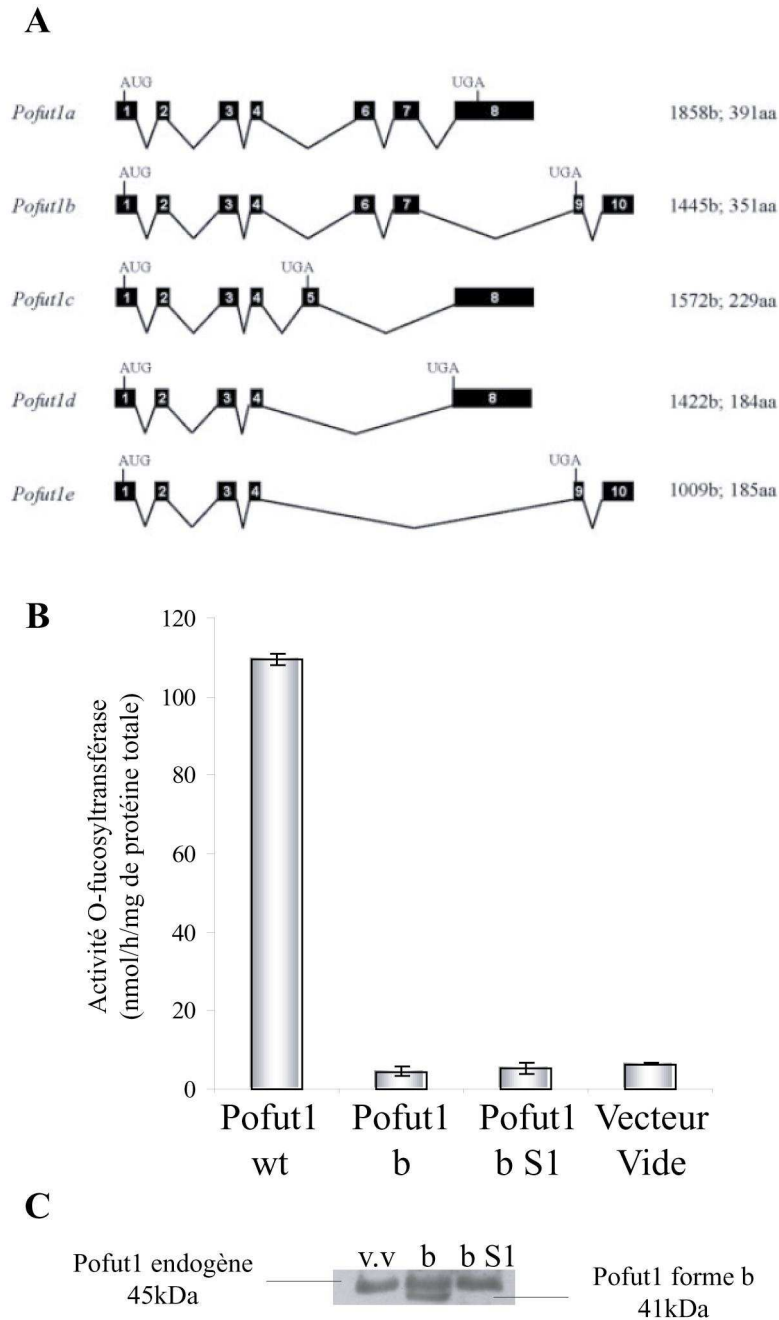 A
AUG UGA
Pofut1a 1 2 3 4 6 7 8 1858b; 391aa
AUG UGA
Pofut1b 1 2 3 4 6 7 9 10 1445b; 351aa
AUG UGA
Pofut1c 1 2 3 4 5 8 1572b; 229aa
AUG UGA
Pofut1d 1 2 3 4 8 1422b; 184aa
AUG UGA
Pofut1e 1 2 3 4 9 10 1009b; 185aa
B
Activité O-fucosyltransférase
(nmol/h/mg de protéine totale)
120
100
80
60
40
20
0
Pofut1 wt
Pofut1 b
Pofut1 b S1
Vecteur Vide
C
v.v b b S1
Pofut1 endogène
45kDa
Pofut1 forme b
41kDa